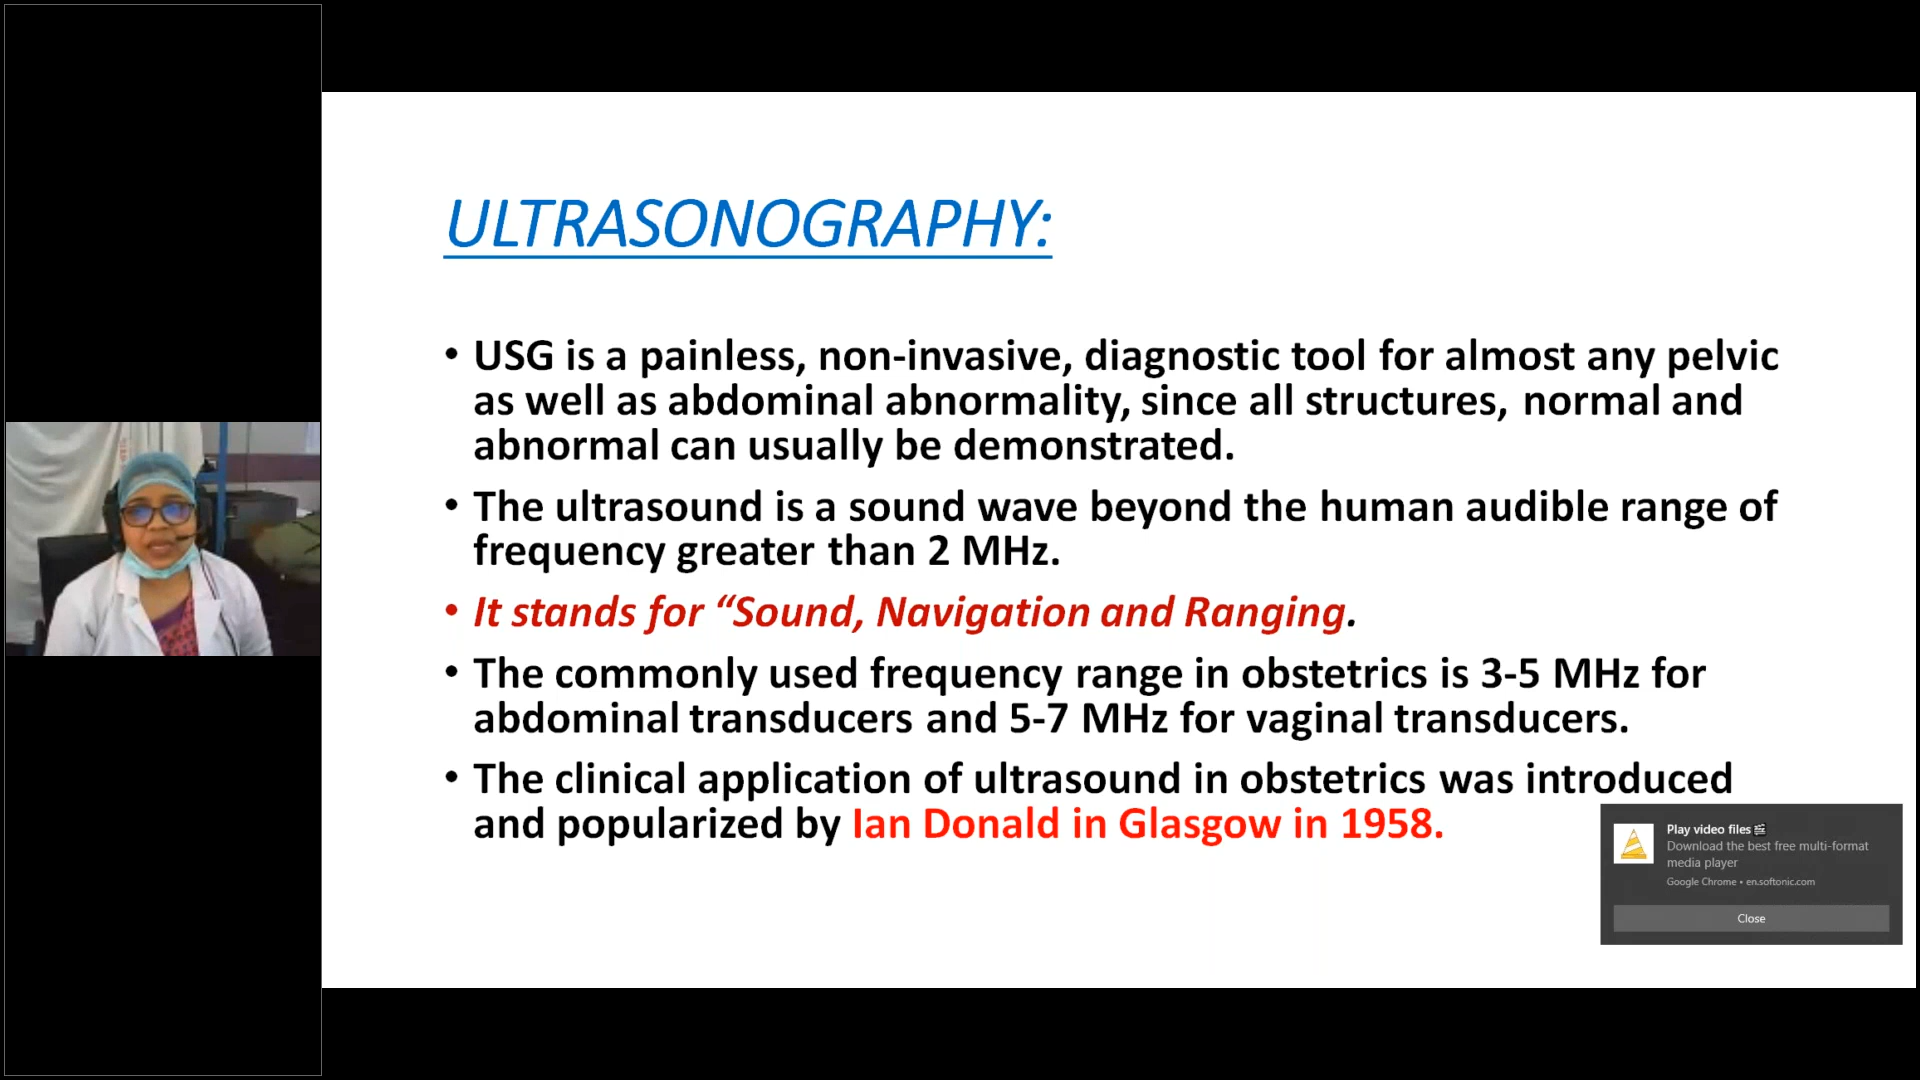 ULTRASONOGRAPHY:
• USG is a painless, non-invasive, diagnostic tool for almost any pelvic
as well as abdominal abnormality, since all structures, normal and
abnormal can usually be demonstrated.
• The ultrasound is a sound wave beyond the human audible range of
frequency greater than 2 MHz.
• It stands for “Sound, Navigation and Ranging.
• The commonly used frequency range in obstetrics is 3-5 MHz for
abdominal transducers and 5-7 MHz for vaginal transducers.
• The clinical application of ultrasound in obstetrics was introduced
and popularized by Ian Donald in Glasgow in 1958.
Play video files🎬
Download the best free multi-format
media player
Google Chrome • en.softonic.com
Close